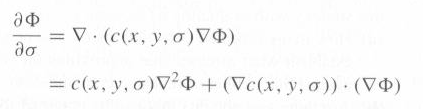 ∂Φ/∂σ = ∇ · (c(x, y, σ)∇Φ)
= c(x, y, σ)∇²Φ + (∇c(x, y, σ)) · (∇Φ)